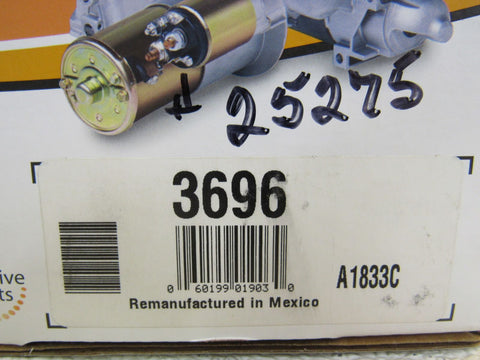 # 25275
3696
0 60199 01903 0
A1833C
Remanufactured in Mexico